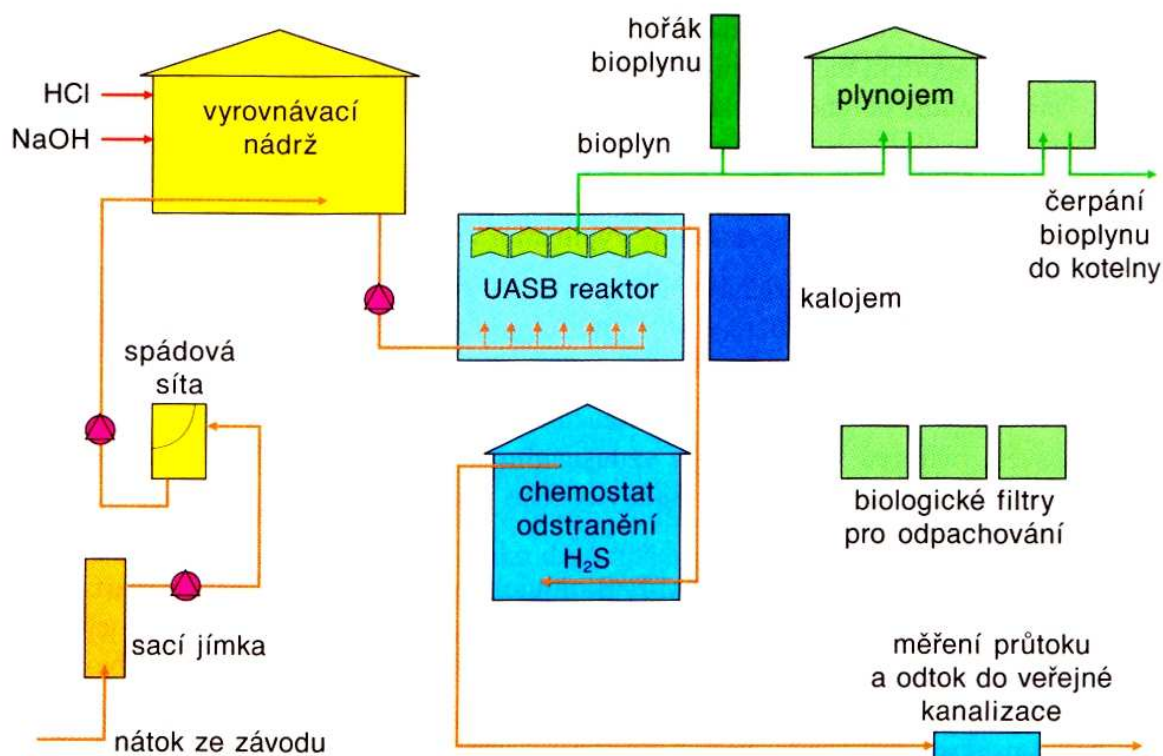 HCl
NaOH
vyrovnávací
nádrž
hořák
bioplynu
plynojem
bioplyn
čerpání
bioplynu
do kotelny
UASB reaktor
kalojem
spádová
síta
chemostat
odstranění
H₂S
biologické filtry
pro odpachování
sací jímka
nátok ze závodu
měření průtoku
a odtok do veřejné
kanalizace